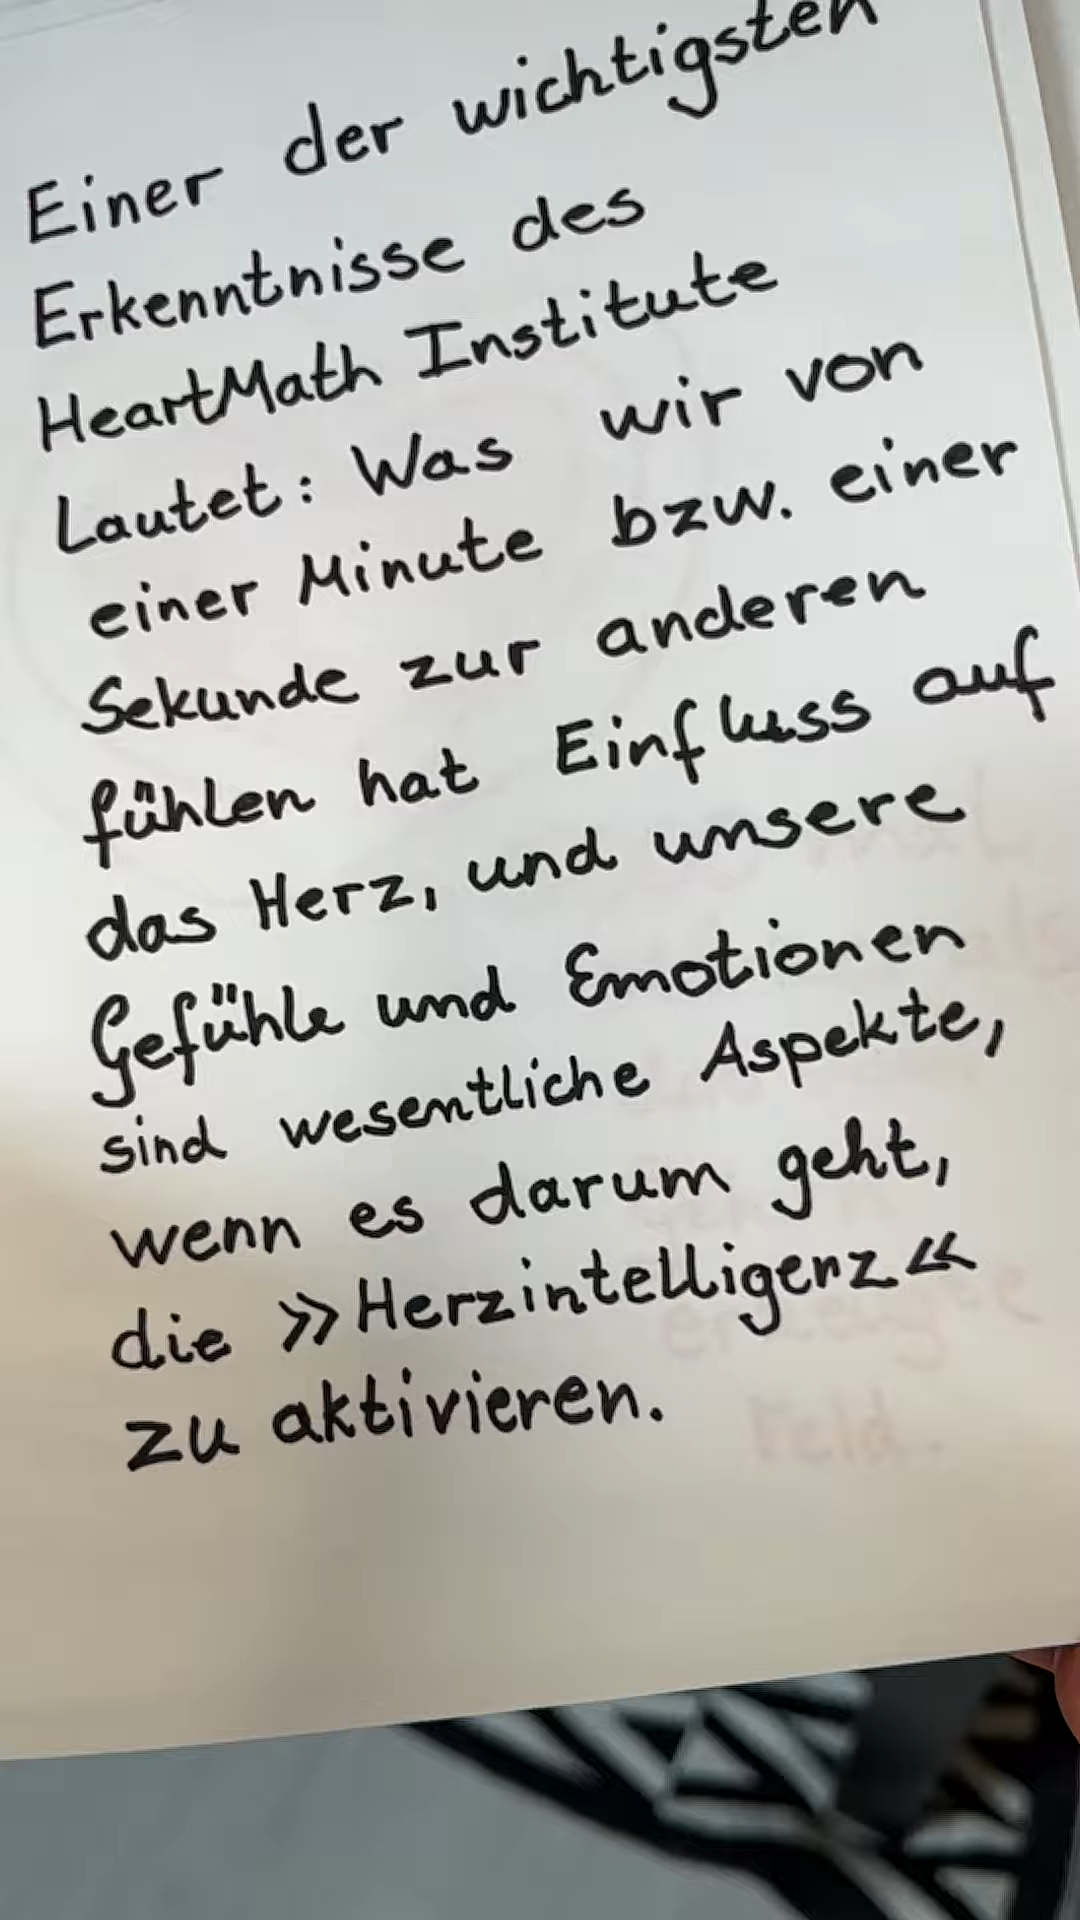 Einer der wichtigsten
Erkenntnisse des
HeartMath Institute
Lautet: Was wir von
einer Minute bzw. einer
Sekunde zur anderen
fühlen hat Einfluss auf
das Herz, und unsere
Gefühle und Emotionen
sind wesentliche Aspekte,
wenn es darum geht,
die »Herzintelligenz«
zu aktivieren.